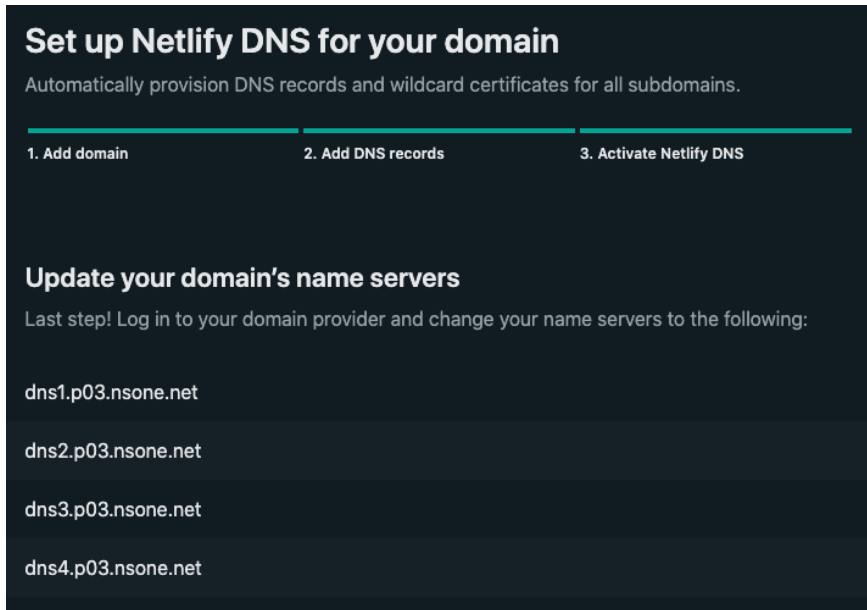 Set up Netlify DNS for your domain
Automatically provision DNS records and wildcard certificates for all subdomains.
1. Add domain
2. Add DNS records
3. Activate Netlify DNS
Update your domain’s name servers
Last step! Log in to your domain provider and change your name servers to the following:
dns1.p03.nsone.net
dns2.p03.nsone.net
dns3.p03.nsone.net
dns4.p03.nsone.net